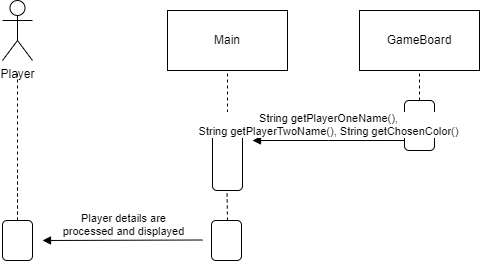 Player
Main
GameBoard
String getPlayerOneName(),
String getPlayerTwoName(), String getChosenColor()
Player details are
processed and displayed